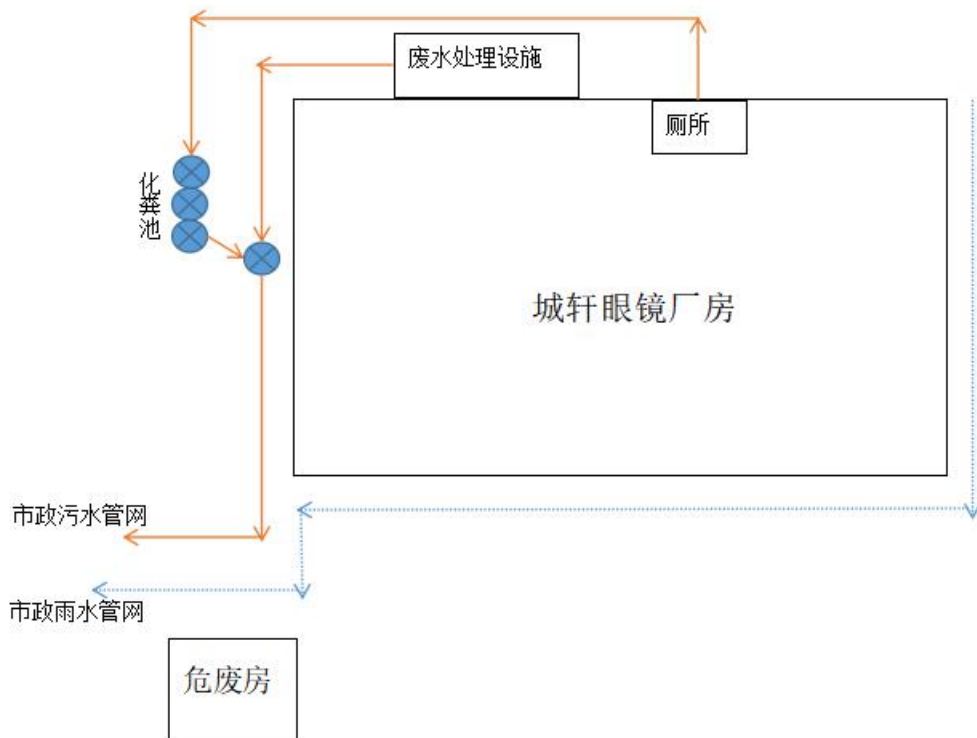 废水处理设施
厕所
化粪池
城轩眼镜厂房
市政污水管网
市政雨水管网
危废房